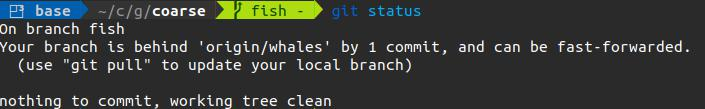 base ~/c/g/coarse fish - git status
On branch fish
Your branch is behind 'origin/whales' by 1 commit, and can be fast-forwarded.
(use "git pull" to update your local branch)
nothing to commit, working tree clean